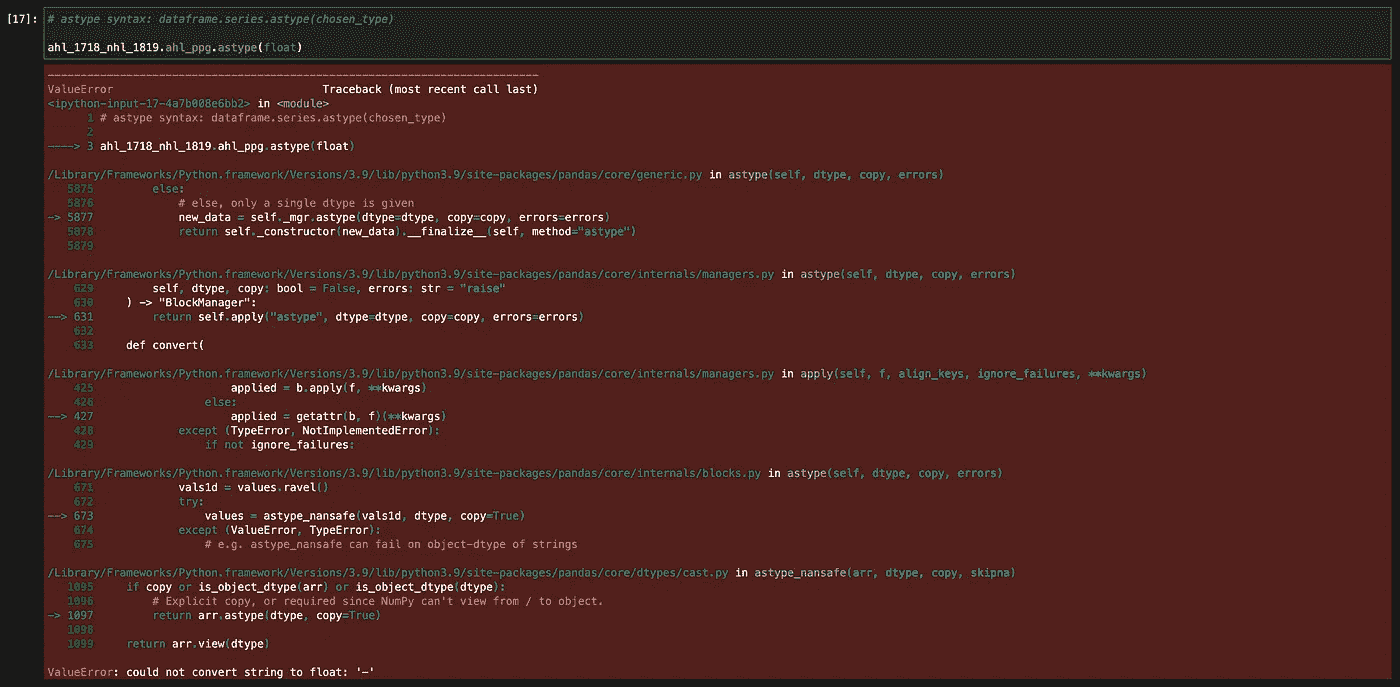 [17]: # astype syntax: dataframe.series.astype(chosen_type)
ahl_1718_nhl_1819.ahl_ppg.astype(float)
---------------------------------------------------------------------------
ValueError                                Traceback (most recent call last)
<ipython-input-17-4a7b008e6bb2> in <module>
      1 # astype syntax: dataframe.series.astype(chosen_type)
      2
----> 3 ahl_1718_nhl_1819.ahl_ppg.astype(float)
/Library/Frameworks/Python.framework/Versions/3.9/lib/python3.9/site-packages/pandas/core/generic.py in astype(self, dtype, copy, errors)
   5875         else:
   5876             # else, only a single dtype is given
-> 5877             new_data = self._mgr.astype(dtype=dtype, copy=copy, errors=errors)
   5878             return self._constructor(new_data).__finalize__(self, method="astype")
   5879
/Library/Frameworks/Python.framework/Versions/3.9/lib/python3.9/site-packages/pandas/core/internals/managers.py in astype(self, dtype, copy, errors)
    629         self, dtype, copy: bool = False, errors: str = "raise"
    630     ) -> "BlockManager":
--> 631         return self.apply("astype", dtype=dtype, copy=copy, errors=errors)
    632
    633     def convert(
/Library/Frameworks/Python.framework/Versions/3.9/lib/python3.9/site-packages/pandas/core/internals/managers.py in apply(self, f, align_keys, ignore_failures, **kwargs)
    425                     applied = b.apply(f, **kwargs)
    426                 else:
--> 427                     applied = getattr(b, f)(**kwargs)
    428             except (TypeError, NotImplementedError):
    429                 if not ignore_failures:
/Library/Frameworks/Python.framework/Versions/3.9/lib/python3.9/site-packages/pandas/core/internals/blocks.py in astype(self, dtype, copy, errors)
    671             vals1d = values.ravel()
    672             try:
--> 673                 values = astype_nansafe(vals1d, dtype, copy=True)
    674             except (ValueError, TypeError):
    675                 # e.g. astype_nansafe can fail on object-dtype of strings
/Library/Frameworks/Python.framework/Versions/3.9/lib/python3.9/site-packages/pandas/core/dtypes/cast.py in astype_nansafe(arr, dtype, copy, skipna)
   1095     if copy or is_object_dtype(arr) or is_object_dtype(dtype):
   1096         # Explicit copy, or required since NumPy can't view from / to object.
-> 1097         return arr.astype(dtype, copy=True)
   1098
   1099     return arr.view(dtype)
ValueError: could not convert string to float: '-'